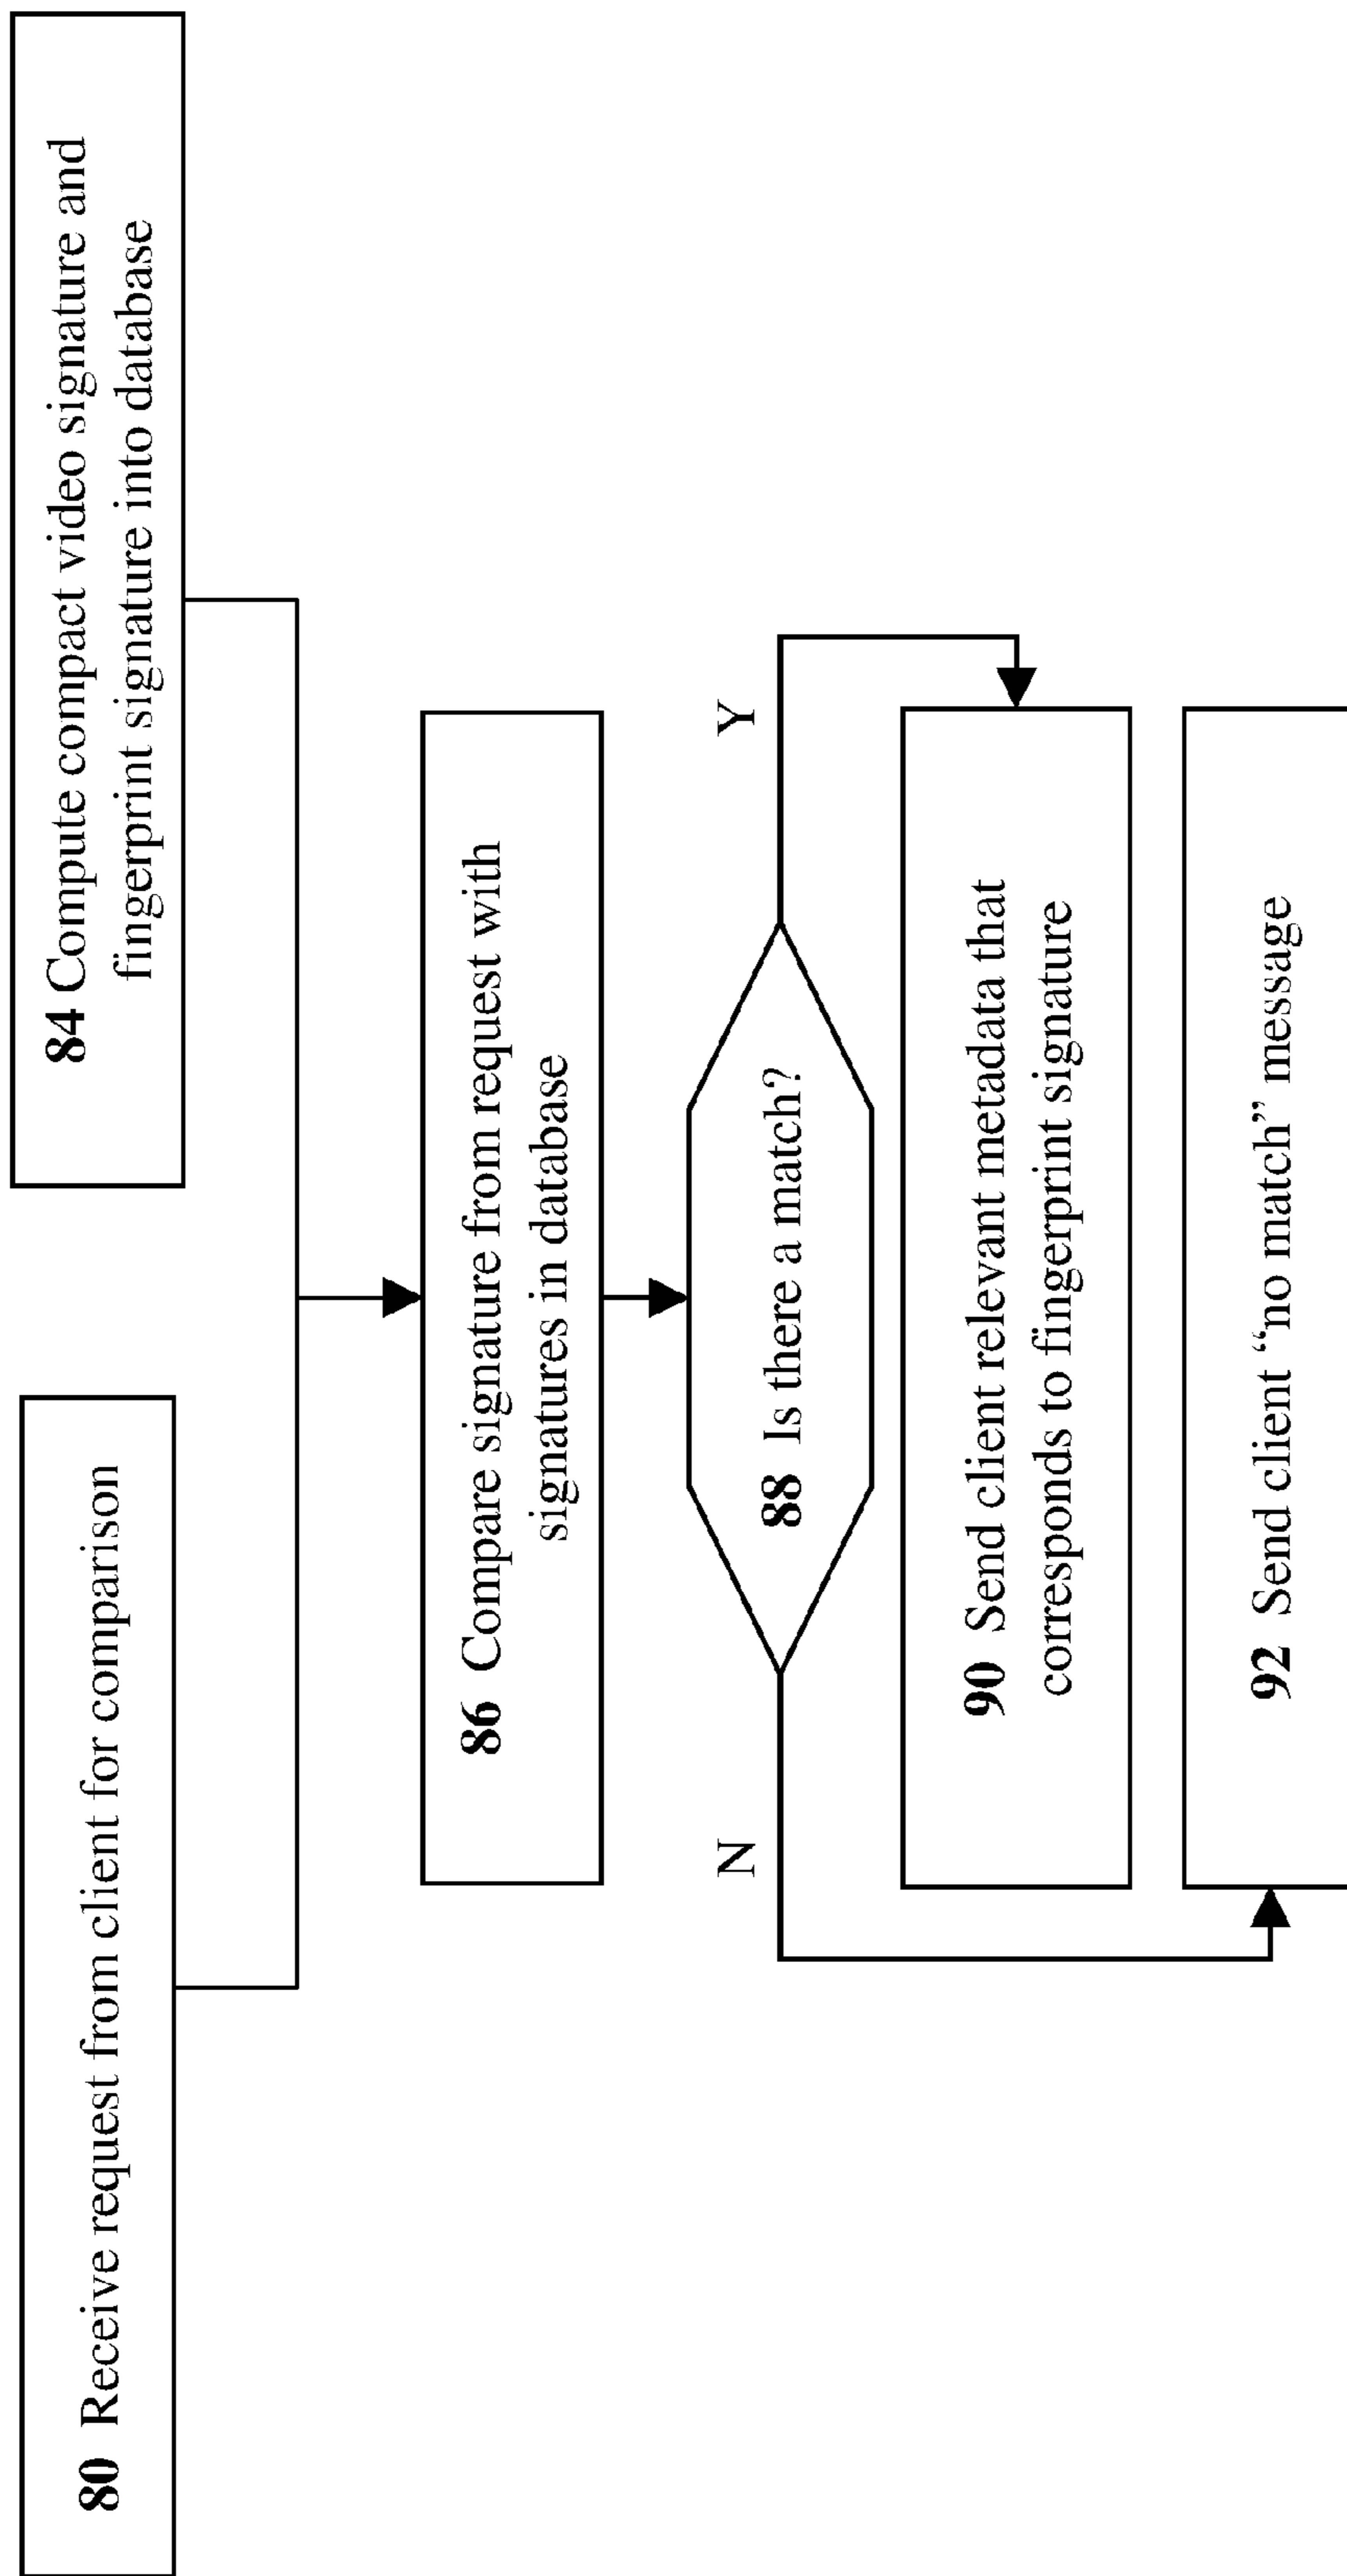 80 Receive request from client for comparison
84 Compute compact video signature and
fingerprint signature into database
86 Compare signature from request with
signatures in database
88 Is there a match?
N
Y
90 Send client relevant metadata that
corresponds to fingerprint signature
92 Send client “no match” message